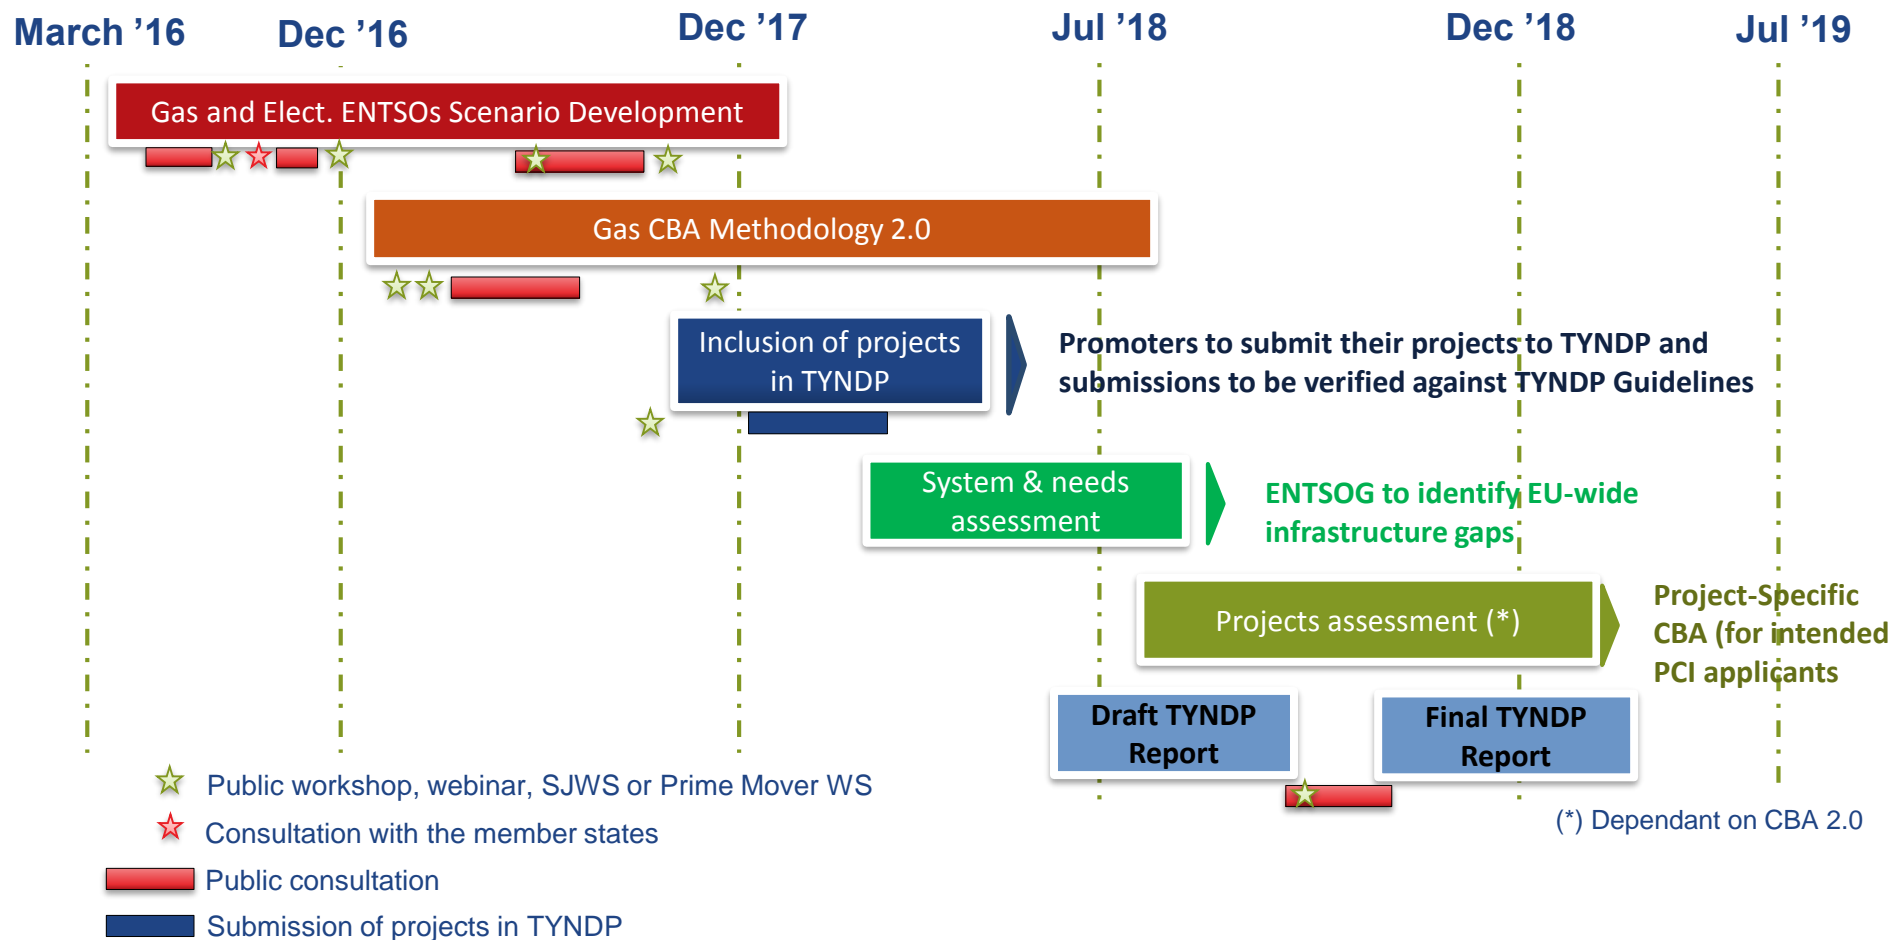 March ’16
Dec ’16
Dec ’17
Jul ’18
Dec ’18
Jul ’19
Gas and Elect. ENTSOs Scenario Development
Gas CBA Methodology 2.0
Inclusion of projects
in TYNDP
Promoters to submit their projects to TYNDP and
submissions to be verified against TYNDP Guidelines
System & needs
assessment
ENTSOG to identify EU-wide
infrastructure gaps
Projects assessment (*)
Project-Specific
CBA (for intended
PCI applicants
Draft TYNDP
Report
Final TYNDP
Report
Public workshop, webinar, SJWS or Prime Mover WS
Consultation with the member states
Public consultation
Submission of projects in TYNDP
(*) Dependant on CBA 2.0